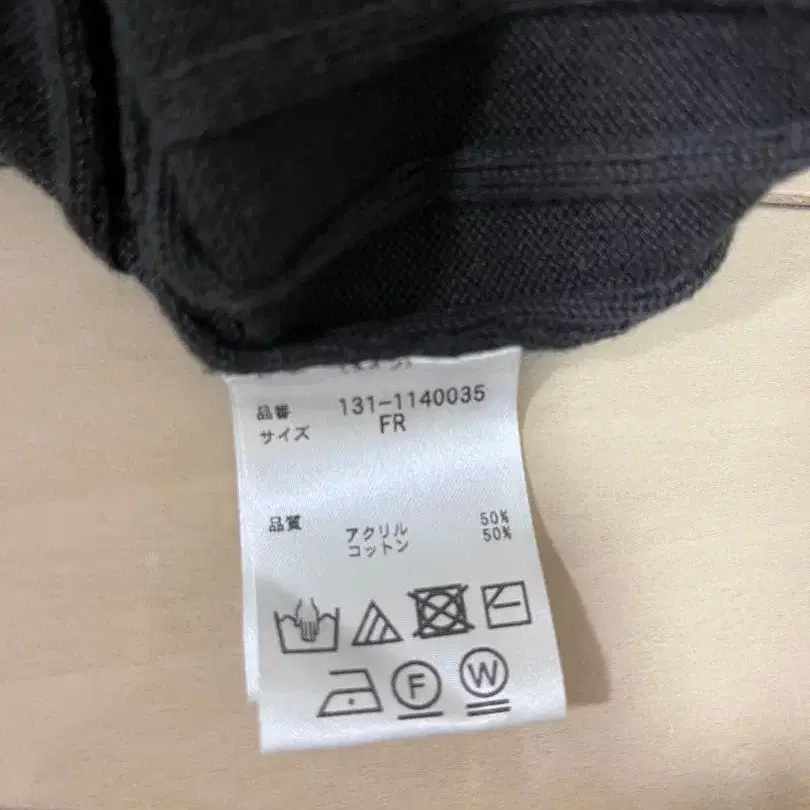 品番 131-1140035
サイズ FR
品質 アクリル 50%
コットン 50%
F W